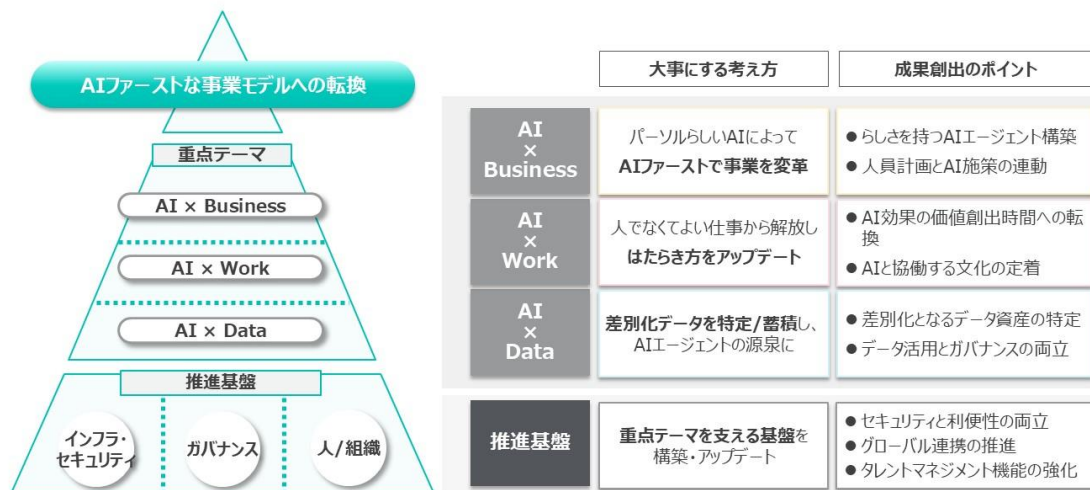 AIファーストな事業モデルへの転換
重点テーマ
AI × Business
AI × Work
AI × Data
推進基盤
インフラ・
セキュリティ
ガバナンス
人/組織
大事にする考え方
成果創出のポイント
AI
×
Business
パーソルらしいAIによって
AIファーストで事業を変革
● らしさを持つAIエージェント構築
● 人員計画とAI施策の連動
AI
×
Work
人でなくてよい仕事から解放し
はたらき方をアップデート
● AI効果の価値創出時間への転
換
● AIと協働する文化の定着
AI
×
Data
差別化データを特定/蓄積し、
AIエージェントの源泉に
● 差別化となるデータ資産の特定
● データ活用とガバナンスの両立
推進基盤
重点テーマを支える基盤を
構築・アップデート
● セキュリティと利便性の両立
● グローバル連携の推進
● タレントマネジメント機能の強化